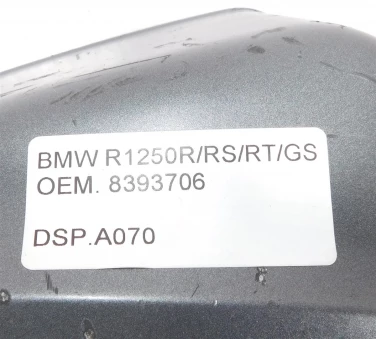 BMW R1250R/RS/RT/GS
OEM. 8393706
DSP.A070